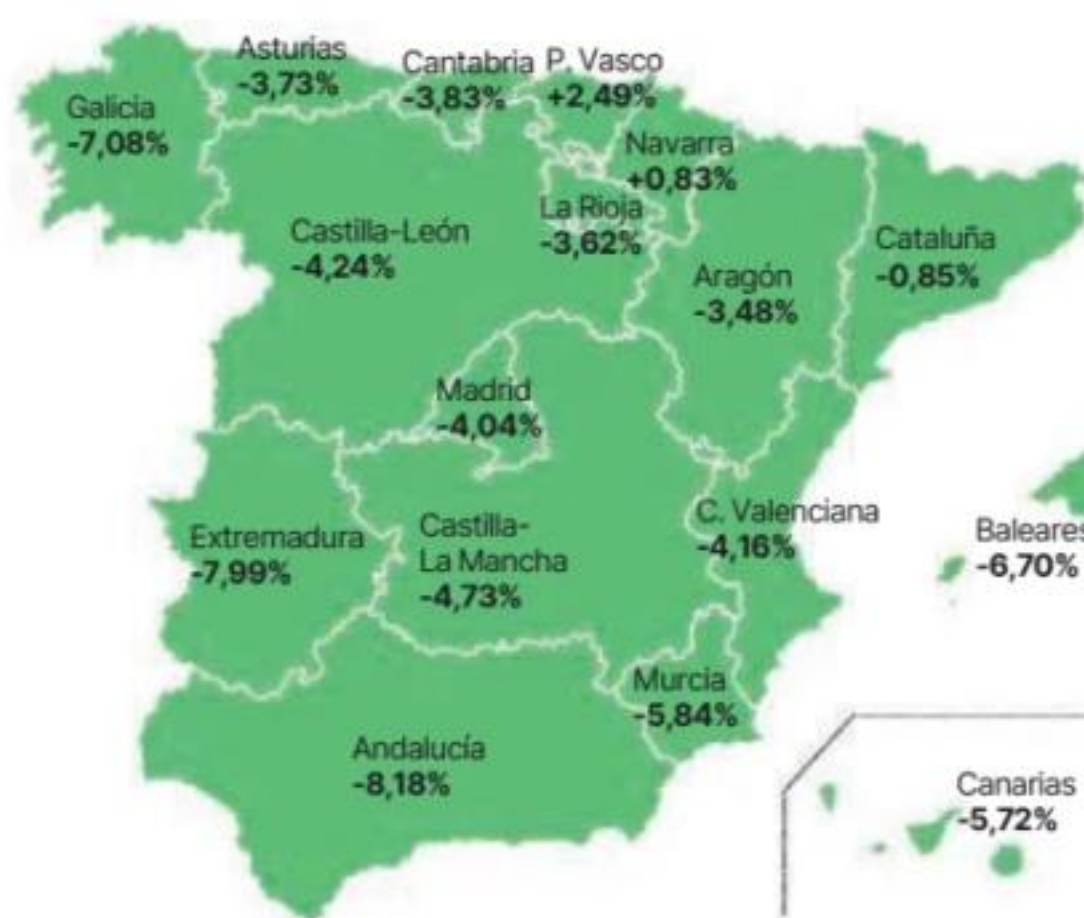 Asturias
-3,73%
Cantabria
-3,83%
P. Vasco
+2,49%
Galicia
-7,08%
Navarra
+0,83%
La Rioja
-3,62%
Castilla-León
-4,24%
Cataluña
-0,85%
Aragón
-3,48%
Madrid
-4,04%
C. Valenciana
-4,16%
Baleares
-6,70%
Extremadura
-7,99%
Castilla-
La Mancha
-4,73%
Murcia
-5,84%
Andalucía
-8,18%
Canarias
-5,72%